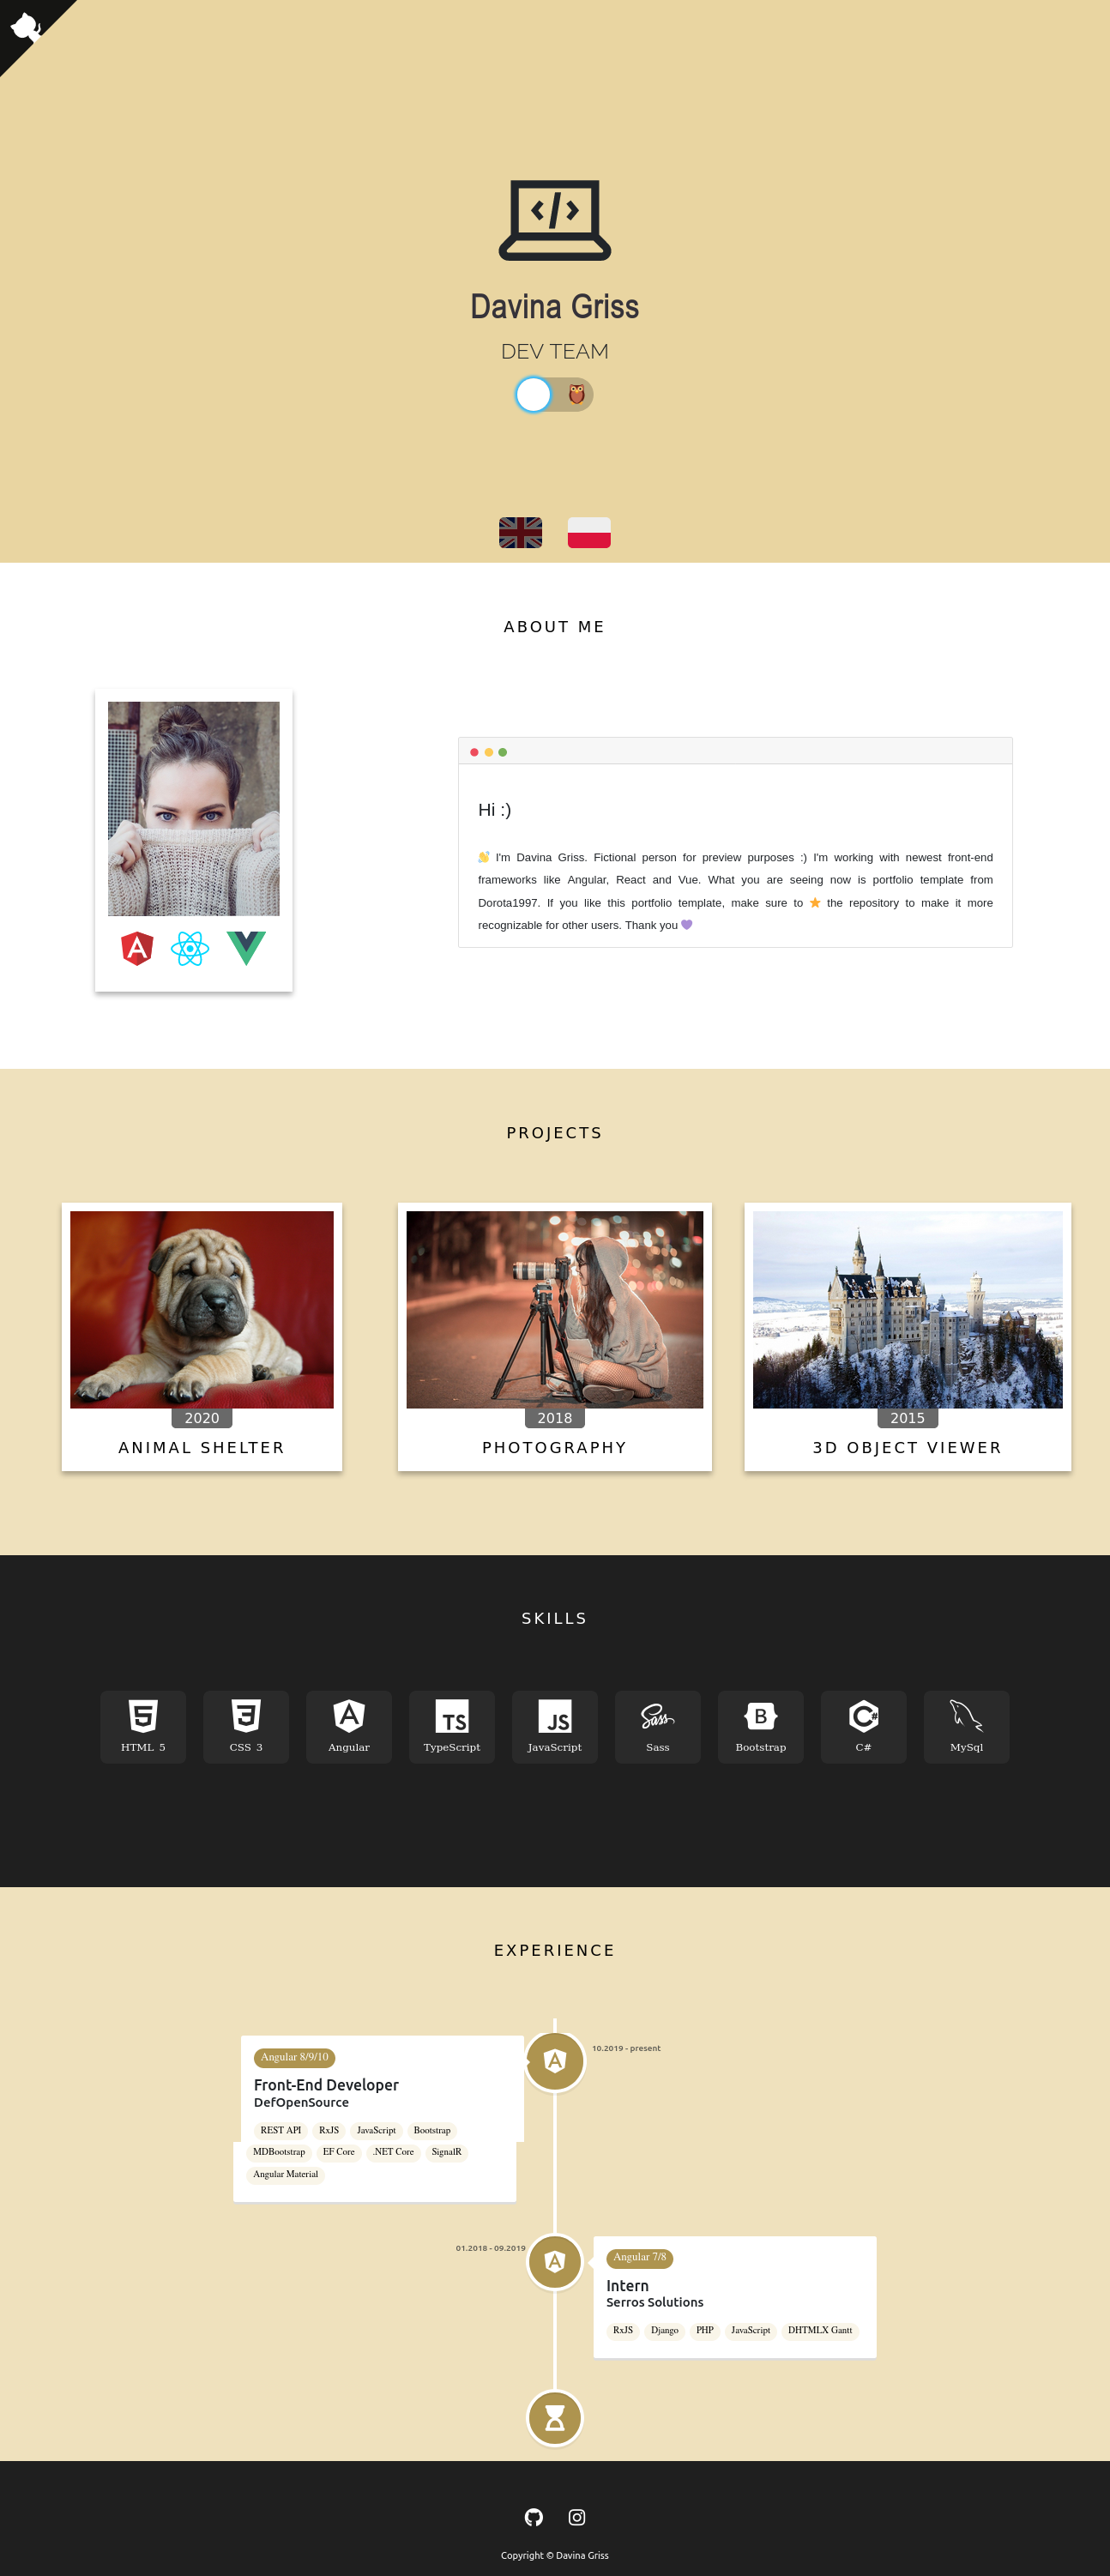 Davina Griss
DEV TEAM
ABOUT ME
Hi :)
👋 I'm Davina Griss. Fictional person for preview purposes :) I'm working with newest front-end
frameworks like Angular, React and Vue. What you are seeing now is portfolio template from
Dorota1997. If you like this portfolio template, make sure to ⭐ the repository to make it more
recognizable for other users. Thank you 💜
PROJECTS
2020
ANIMAL SHELTER
2018
PHOTOGRAPHY
2015
3D OBJECT VIEWER
SKILLS
HTML 5
CSS 3
Angular
TS
TypeScript
JS
JavaScript
Sass
Sass
B
Bootstrap
C#
C#
MySql
EXPERIENCE
Angular 8/9/10
10.2019 - present
Front-End Developer
DefOpenSource
REST API RxJS JavaScript Bootstrap
MDBootstrap EF Core .NET Core SignalR
Angular Material
01.2018 - 09.2019
Angular 7/8
Intern
Serros Solutions
RxJS Django PHP JavaScript DHTMLX Gantt
Copyright © Davina Griss